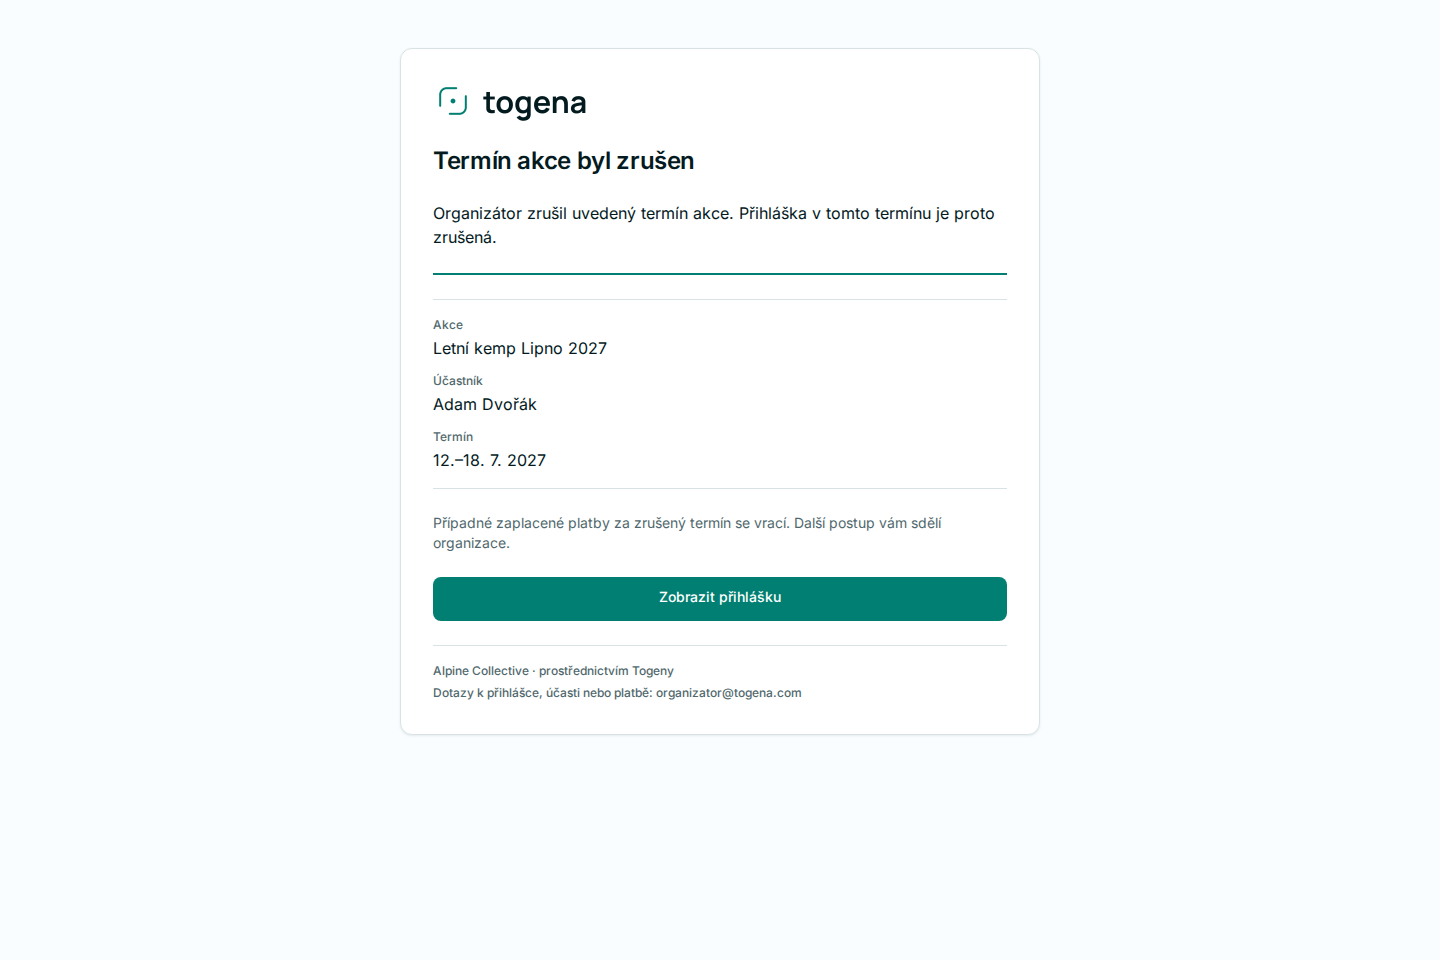 togena
Termín akce byl zrušen
Organizátor zrušil uvedený termín akce. Přihláška v tomto termínu je proto
zrušená.
Akce
Letní kemp Lipno 2027
Účastník
Adam Dvořák
Termín
12.–18. 7. 2027
Případné zaplacené platby za zrušený termín se vrací. Další postup vám sdělí
organizace.
Zobrazit přihlášku
Alpine Collective · prostřednictvím Togeny
Dotazy k přihlášce, účasti nebo platbě: organizator@togena.com